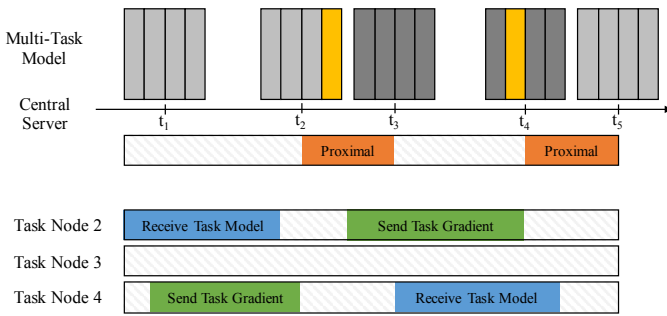 Multi-Task
Model
Central
Server
t1 t2 t3 t4 t5
Proximal Proximal
Task Node 2 Receive Task Model Send Task Gradient
Task Node 3
Task Node 4 Send Task Gradient Receive Task Model